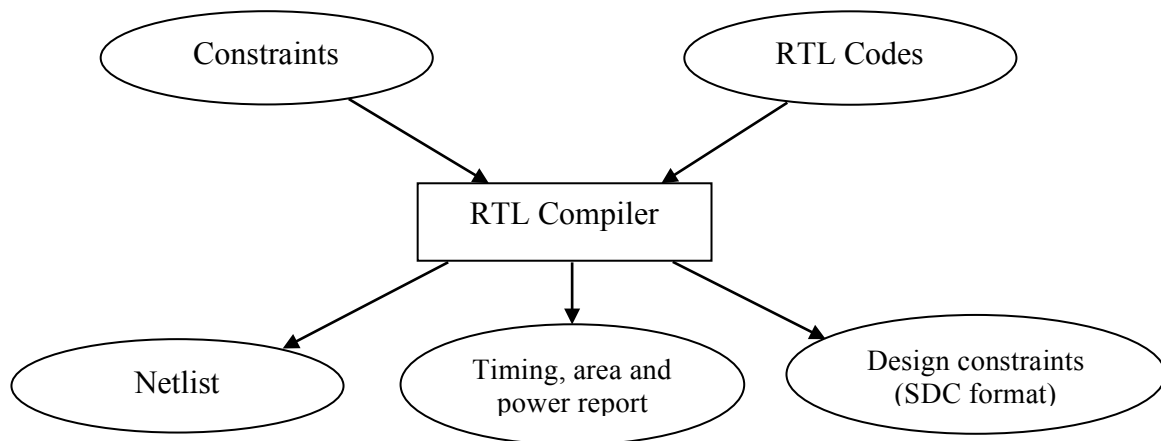 Constraints
RTL Codes
RTL Compiler
Netlist
Timing, area and
power report
Design constraints
(SDC format)